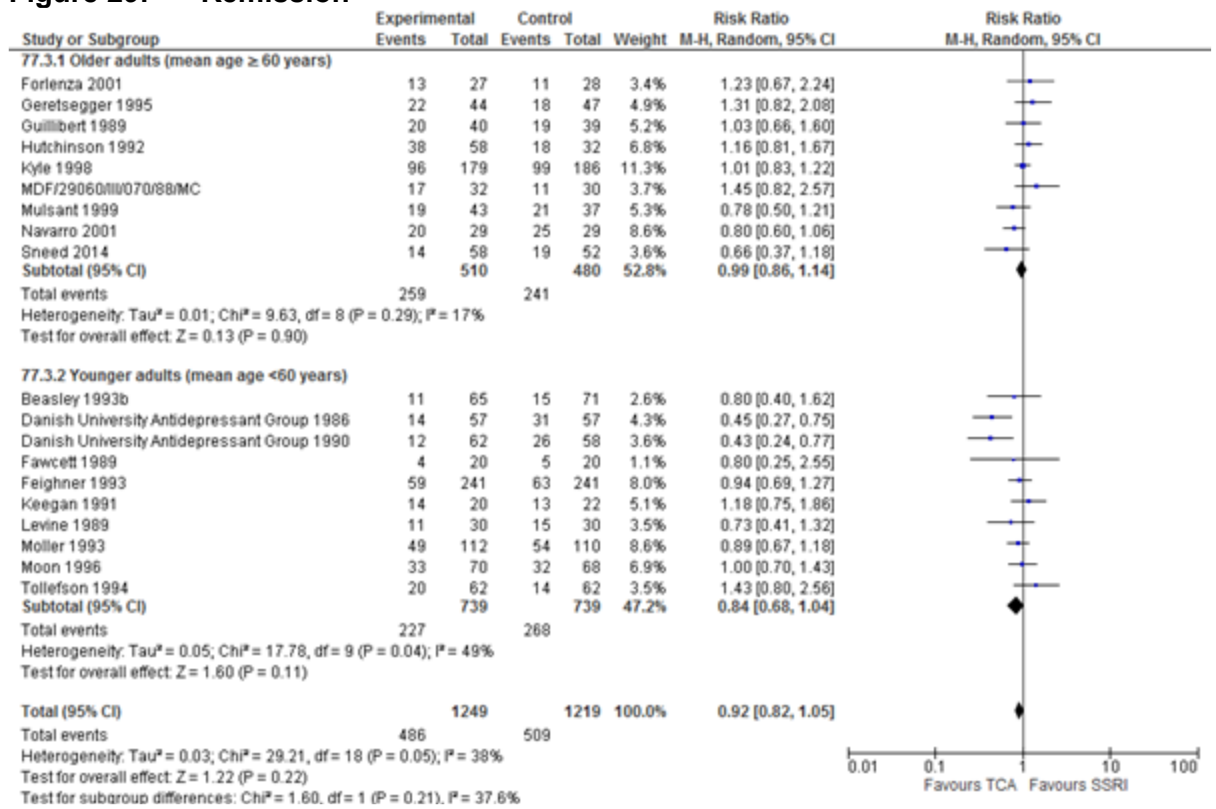 Figure 29: Remission
Experimental Control Risk Ratio Risk Ratio
Study or Subgroup Events Total Events Total Weight M-H, Random, 95% CI M-H, Random, 95% CI
77.3.1 Older adults (mean age ≥ 60 years)
Forlenza 2001 13 27 11 28 3.4% 1.23 [0.67, 2.24]
Geretsegger 1995 22 44 18 47 4.9% 1.31 [0.82, 2.08]
Guillibert 1989 20 40 19 39 5.2% 1.03 [0.66, 1.60]
Hutchinson 1992 38 58 18 32 6.8% 1.16 [0.81, 1.67]
Kyle 1998 96 179 99 186 11.3% 1.01 [0.83, 1.22]
MDF/29060/III/070/88/MC 17 32 11 30 3.7% 1.45 [0.82, 2.57]
Mulsant 1999 19 43 21 37 5.3% 0.78 [0.50, 1.21]
Navarro 2001 20 29 25 29 8.6% 0.80 [0.60, 1.06]
Sneed 2014 14 58 19 52 3.6% 0.66 [0.37, 1.18]
Subtotal (95% CI) 510 480 52.8% 0.99 [0.86, 1.14]
Total events 259 241
Heterogeneity: Tau² = 0.01; Chi² = 9.63, df = 8 (P = 0.29); I² = 17%
Test for overall effect: Z = 0.13 (P = 0.90)
77.3.2 Younger adults (mean age <60 years)
Beasley 1993b 11 65 15 71 2.6% 0.80 [0.40, 1.62]
Danish University Antidepressant Group 1986 14 57 31 57 4.3% 0.45 [0.27, 0.75]
Danish University Antidepressant Group 1990 12 62 26 58 3.6% 0.43 [0.24, 0.77]
Fawcett 1989 4 20 5 20 1.1% 0.80 [0.25, 2.55]
Feighner 1993 59 241 63 241 8.0% 0.94 [0.69, 1.27]
Keegan 1991 14 20 13 22 5.1% 1.18 [0.75, 1.86]
Levine 1989 11 30 15 30 3.5% 0.73 [0.41, 1.32]
Moller 1993 49 112 54 110 8.6% 0.89 [0.67, 1.18]
Moon 1996 33 70 32 68 6.9% 1.00 [0.70, 1.43]
Tollefson 1994 20 62 14 62 3.5% 1.43 [0.80, 2.56]
Subtotal (95% CI) 739 739 47.2% 0.84 [0.68, 1.04]
Total events 227 268
Heterogeneity: Tau² = 0.05; Chi² = 17.78, df = 9 (P = 0.04); I² = 49%
Test for overall effect: Z = 1.60 (P = 0.11)
Total (95% CI) 1249 1219 100.0% 0.92 [0.82, 1.05]
Total events 486 509
Heterogeneity: Tau² = 0.03; Chi² = 29.21, df = 18 (P = 0.05); I² = 38%
Test for overall effect: Z = 1.22 (P = 0.22)
Test for subgroup differences: Chi² = 1.60, df = 1 (P = 0.21), I² = 37.6%
0.01 0.1 1 10 100
Favours TCA Favours SSRI